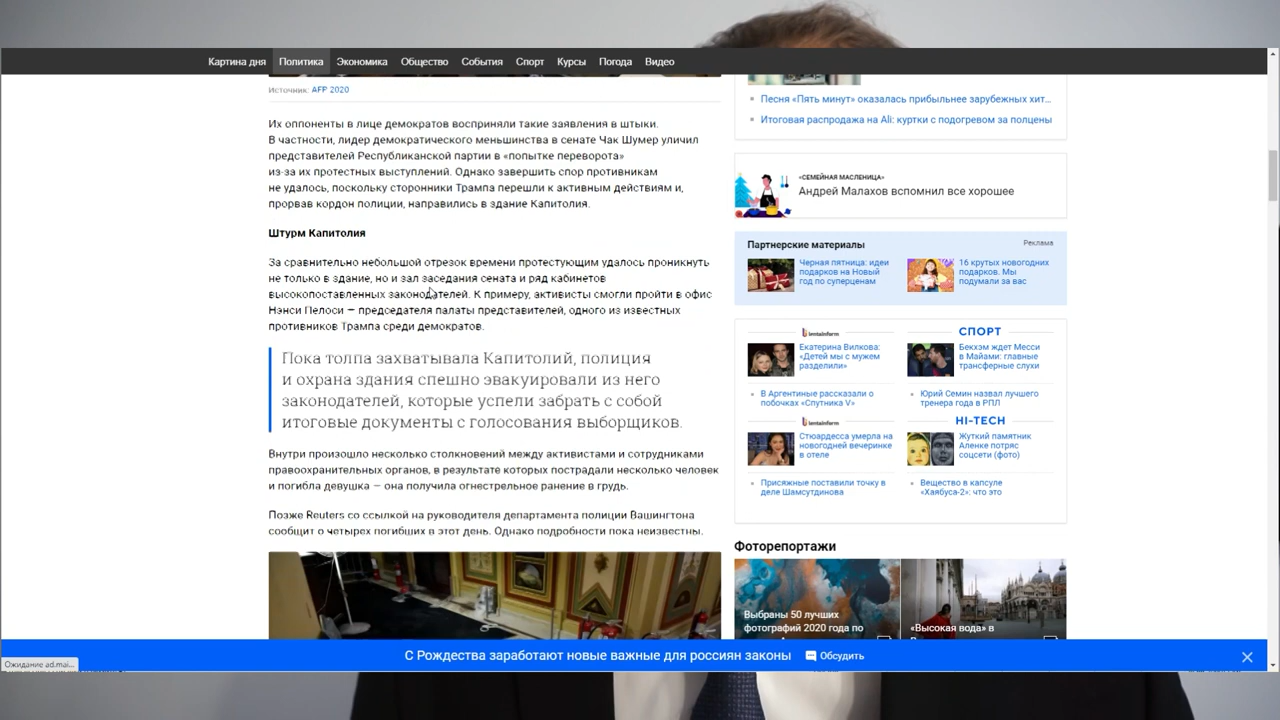 Картина дня Политика Экономика Общество События Спорт Курсы Погода Видео
Источник: AFP 2020
Их оппоненты в лице демократов восприняли такие заявления в штыки.
В частности, лидер демократического меньшинства в сенате Чак Шумер уличил
представителей Республиканской партии в «попытке переворота»
из-за их протестных выступлений. Однако завершить спор противникам
не удалось, поскольку сторонники Трампа перешли к активным действиям и,
прорвав кордон полиции, направились в здание Капитолия.
Штурм Капитолия
За сравнительно небольшой отрезок времени протестующим удалось проникнуть
не только в здание, но и зал заседания сената и ряд кабинетов
высокопоставленных законодателей. К примеру, активисты смогли пройти в офис
Нэнси Пелоси — председателя палаты представителей, одного из известных
противников Трампа среди демократов.
Пока толпа захватывала Капитолий, полиция
и охрана здания спешно эвакуировали из него
законодателей, которые успели забрать с собой
итоговые документы с голосования выборщиков.
Внутри произошло несколько столкновений между активистами и сотрудниками
правоохранительных органов, в результате которых пострадали несколько человек
и погибла девушка — она получила огнестрельное ранение в грудь.
Позже Reuters со ссылкой на руководителя департамента полиции Вашингтона
сообщит о четырех погибших в этот день. Однако подробности пока неизвестны.
Песня «Пять минут» оказалась прибыльнее зарубежных хит...
Итоговая распродажа на Ali: куртки с подогревом за полцены
«СЕМЕЙНАЯ МАСЛЕНИЦА»
Андрей Малахов вспомнил все хорошее
Партнерские материалы
Реклама
Черная пятница: идеи
подарков на Новый
год по суперценам
16 крутых новогодних
подарков. Мы
подумали за вас
lentainform
Екатерина Вилкова:
«Детей мы с мужем
разделили»
В Аргентине рассказали о
побочках «Спутника V»
СПОРТ
Бекхэм ждет Месси
в Майами: главные
трансферные слухи
Юрий Семин назвал лучшего
тренера года в РПЛ
lentainform
Стюардесса умерла на
новогодней вечеринке
в отеле
Присяжные поставили точку в
деле Шамсутдинова
HI-TECH
Жуткий памятник
Аленке потряс
соцсети (фото)
Вещество в капсуле
«Хаябуса-2»: что это
Фоторепортажи
Выбраны 50 лучших
фотографий 2020 года по
«Высокая вода» в
С Рождества заработают новые важные для россиян законы Обсудить
Ожидание ad.mai...